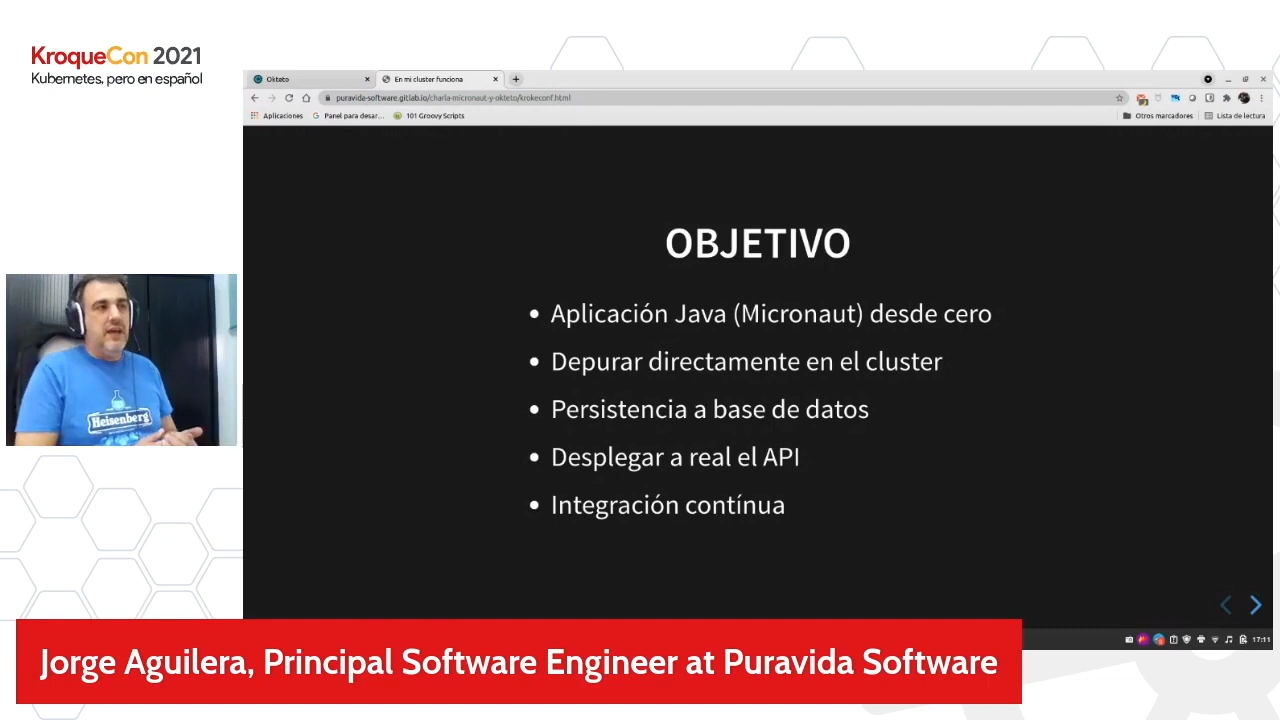 KroqueCon 2021
Kubernetes, pero en español
Okteto
En mi cluster funciona
puravida-software.gitlab.io/charla-micronaut-y-okteto/krokeconf.html
Aplicaciones
Panel para desar...
101 Groovy Scripts
Otros marcadores
Lista de lectura
OBJETIVO
• Aplicación Java (Micronaut) desde cero
• Depurar directamente en el cluster
• Persistencia a base de datos
• Desplegar a real el API
• Integración contínua
Heisenberg
17:11
Jorge Aguilera, Principal Software Engineer at Puravida Software